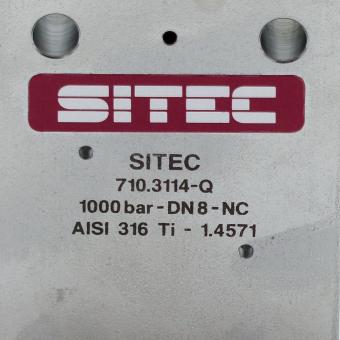 SITEC
SITEC
710.3114-Q
1000 bar - DN 8 - NC
AISI 316 Ti - 1.4571